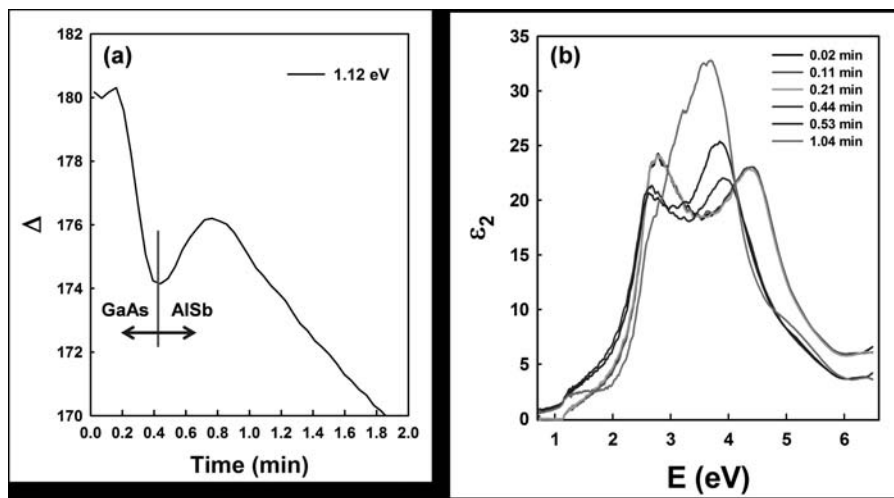 (a)
1.12 eV
182
180
178
176
174
172
170
Δ
GaAs
AlSb
0.0 0.2 0.4 0.6 0.8 1.0 1.2 1.4 1.6 1.8 2.0
Time (min)
(b)
0.02 min
0.11 min
0.21 min
0.44 min
0.53 min
1.04 min
35
30
25
20
15
10
5
0
ε2
1 2 3 4 5 6
E (eV)